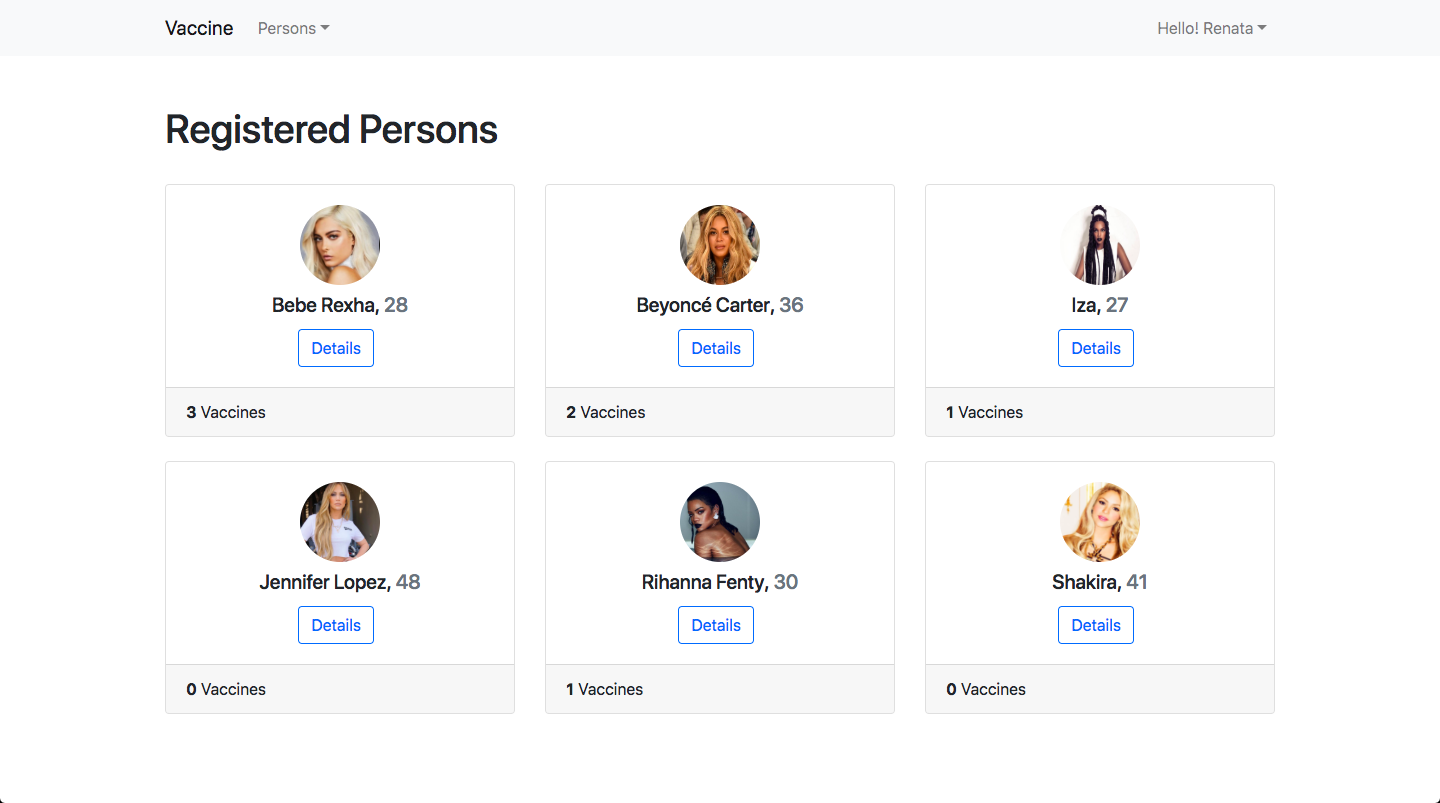 Vaccine Persons Hello! Renata
Registered Persons
Bebe Rexha, 28
Details
3 Vaccines
Beyoncé Carter, 36
Details
2 Vaccines
Iza, 27
Details
1 Vaccines
Jennifer Lopez, 48
Details
0 Vaccines
Rihanna Fenty, 30
Details
1 Vaccines
Shakira, 41
Details
0 Vaccines